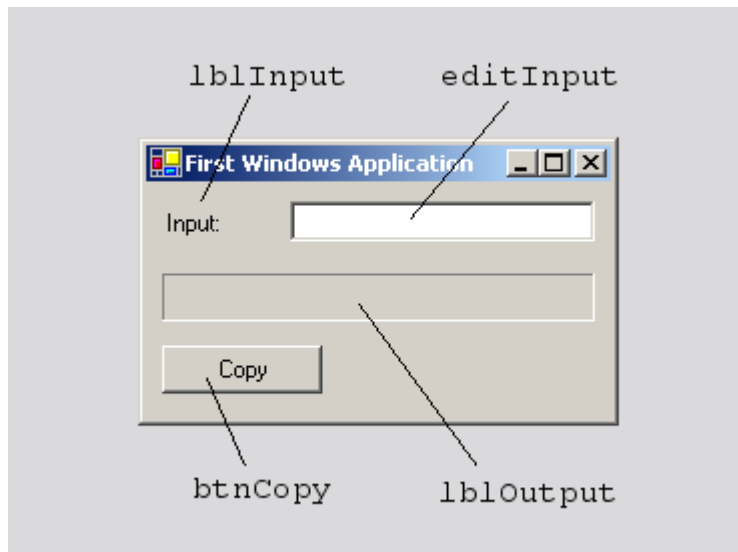 lblInput editInput
First Windows Application
Input:
Copy
btnCopy lblOutput